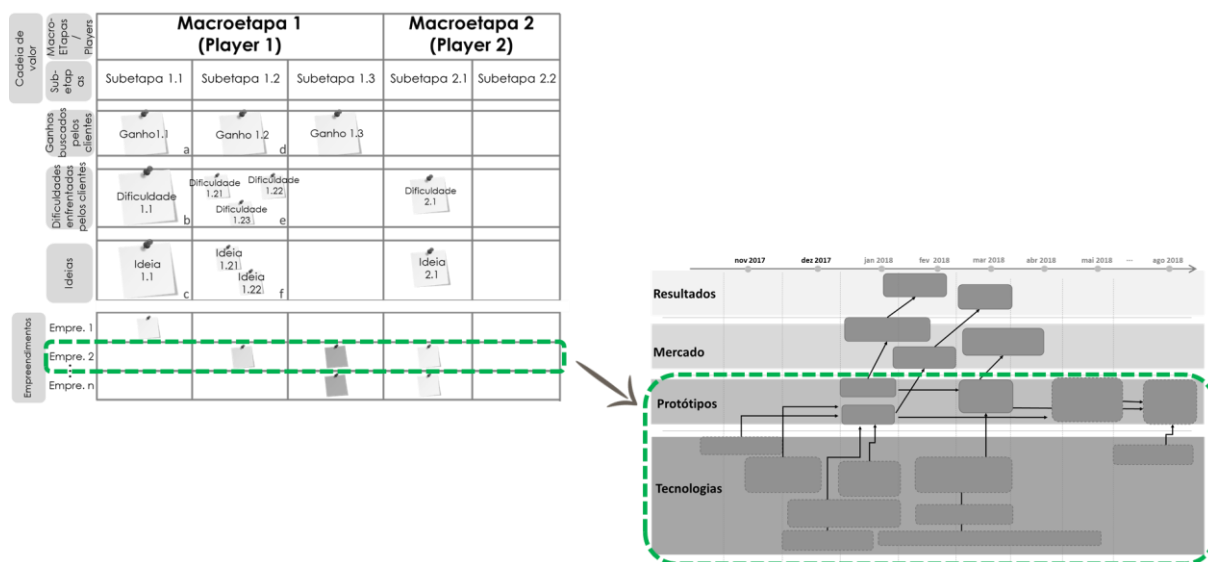 Cadeia de
valor
Macro-
ETapas
/
Players
Macroetapa 1
(Player 1)
Macroetapa 2
(Player 2)
Sub-
etap
as
Subetapa 1.1
Subetapa 1.2
Subetapa 1.3
Subetapa 2.1
Subetapa 2.2
Ganhos
buscados
pelos
clientes
Ganho1.1
a
Ganho 1.2
d
Ganho 1.3
Dificuldades
enfrentadas
pelos clientes
Dificuldade
1.1
b
Dificuldade
1.21
Dificuldade
1.22
Dificuldade
1.23
e
Dificuldade
2.1
Ideias
Ideia
1.1
c
Ideia
1.21
Ideia
1.22
f
Ideia
2.1
Empreendimentos
Empre. 1
Empre. 2
Empre. n
nov 2017
dez 2017
jan 2018
fev 2018
mar 2018
abr 2018
mai 2018
...
ago 2018
Resultados
Mercado
Protótipos
Tecnologias